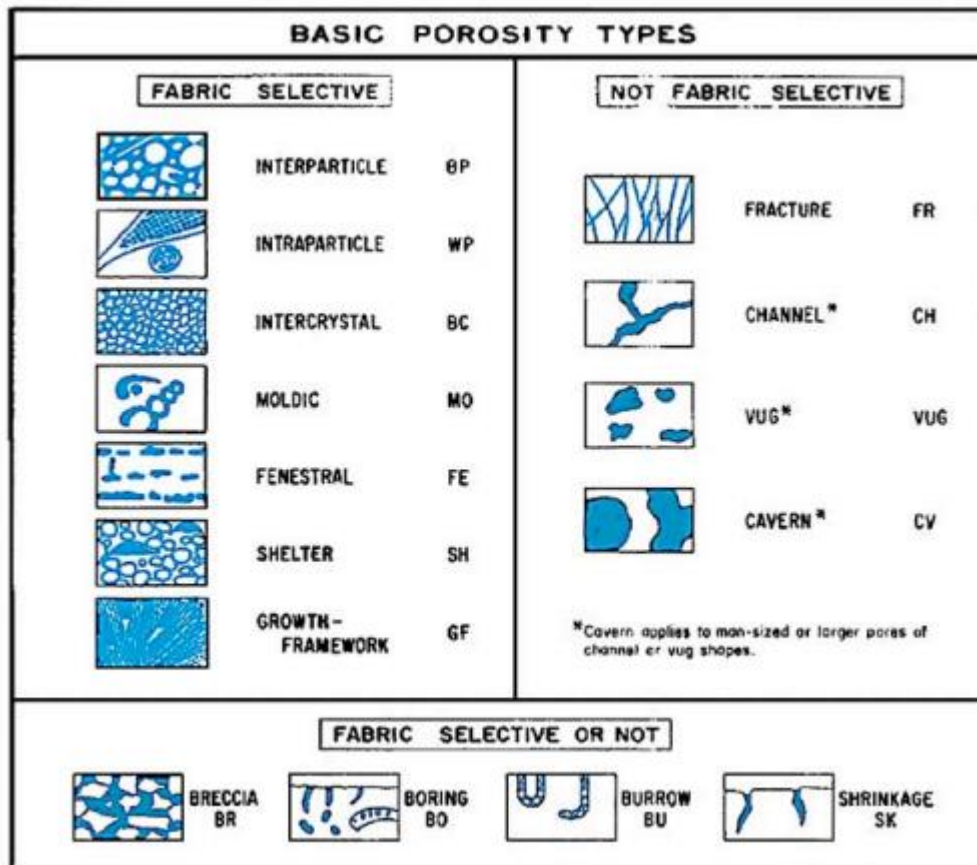 BASIC POROSITY TYPES
FABRIC SELECTIVE
INTERPARTICLE BP
INTRAPARTICLE WP
INTERCRYSTAL BC
MOLDIC MO
FENESTRAL FE
SHELTER SH
GROWTH-
FRAMEWORK GF
NOT FABRIC SELECTIVE
FRACTURE FR
CHANNEL* CH
VUG* VUG
CAVERN* CV
*Cavern applies to man-sized or larger pores of
channel or vug shapes.
FABRIC SELECTIVE OR NOT
BRECCIA
BR
BORING
BO
BURROW
BU
SHRINKAGE
SK